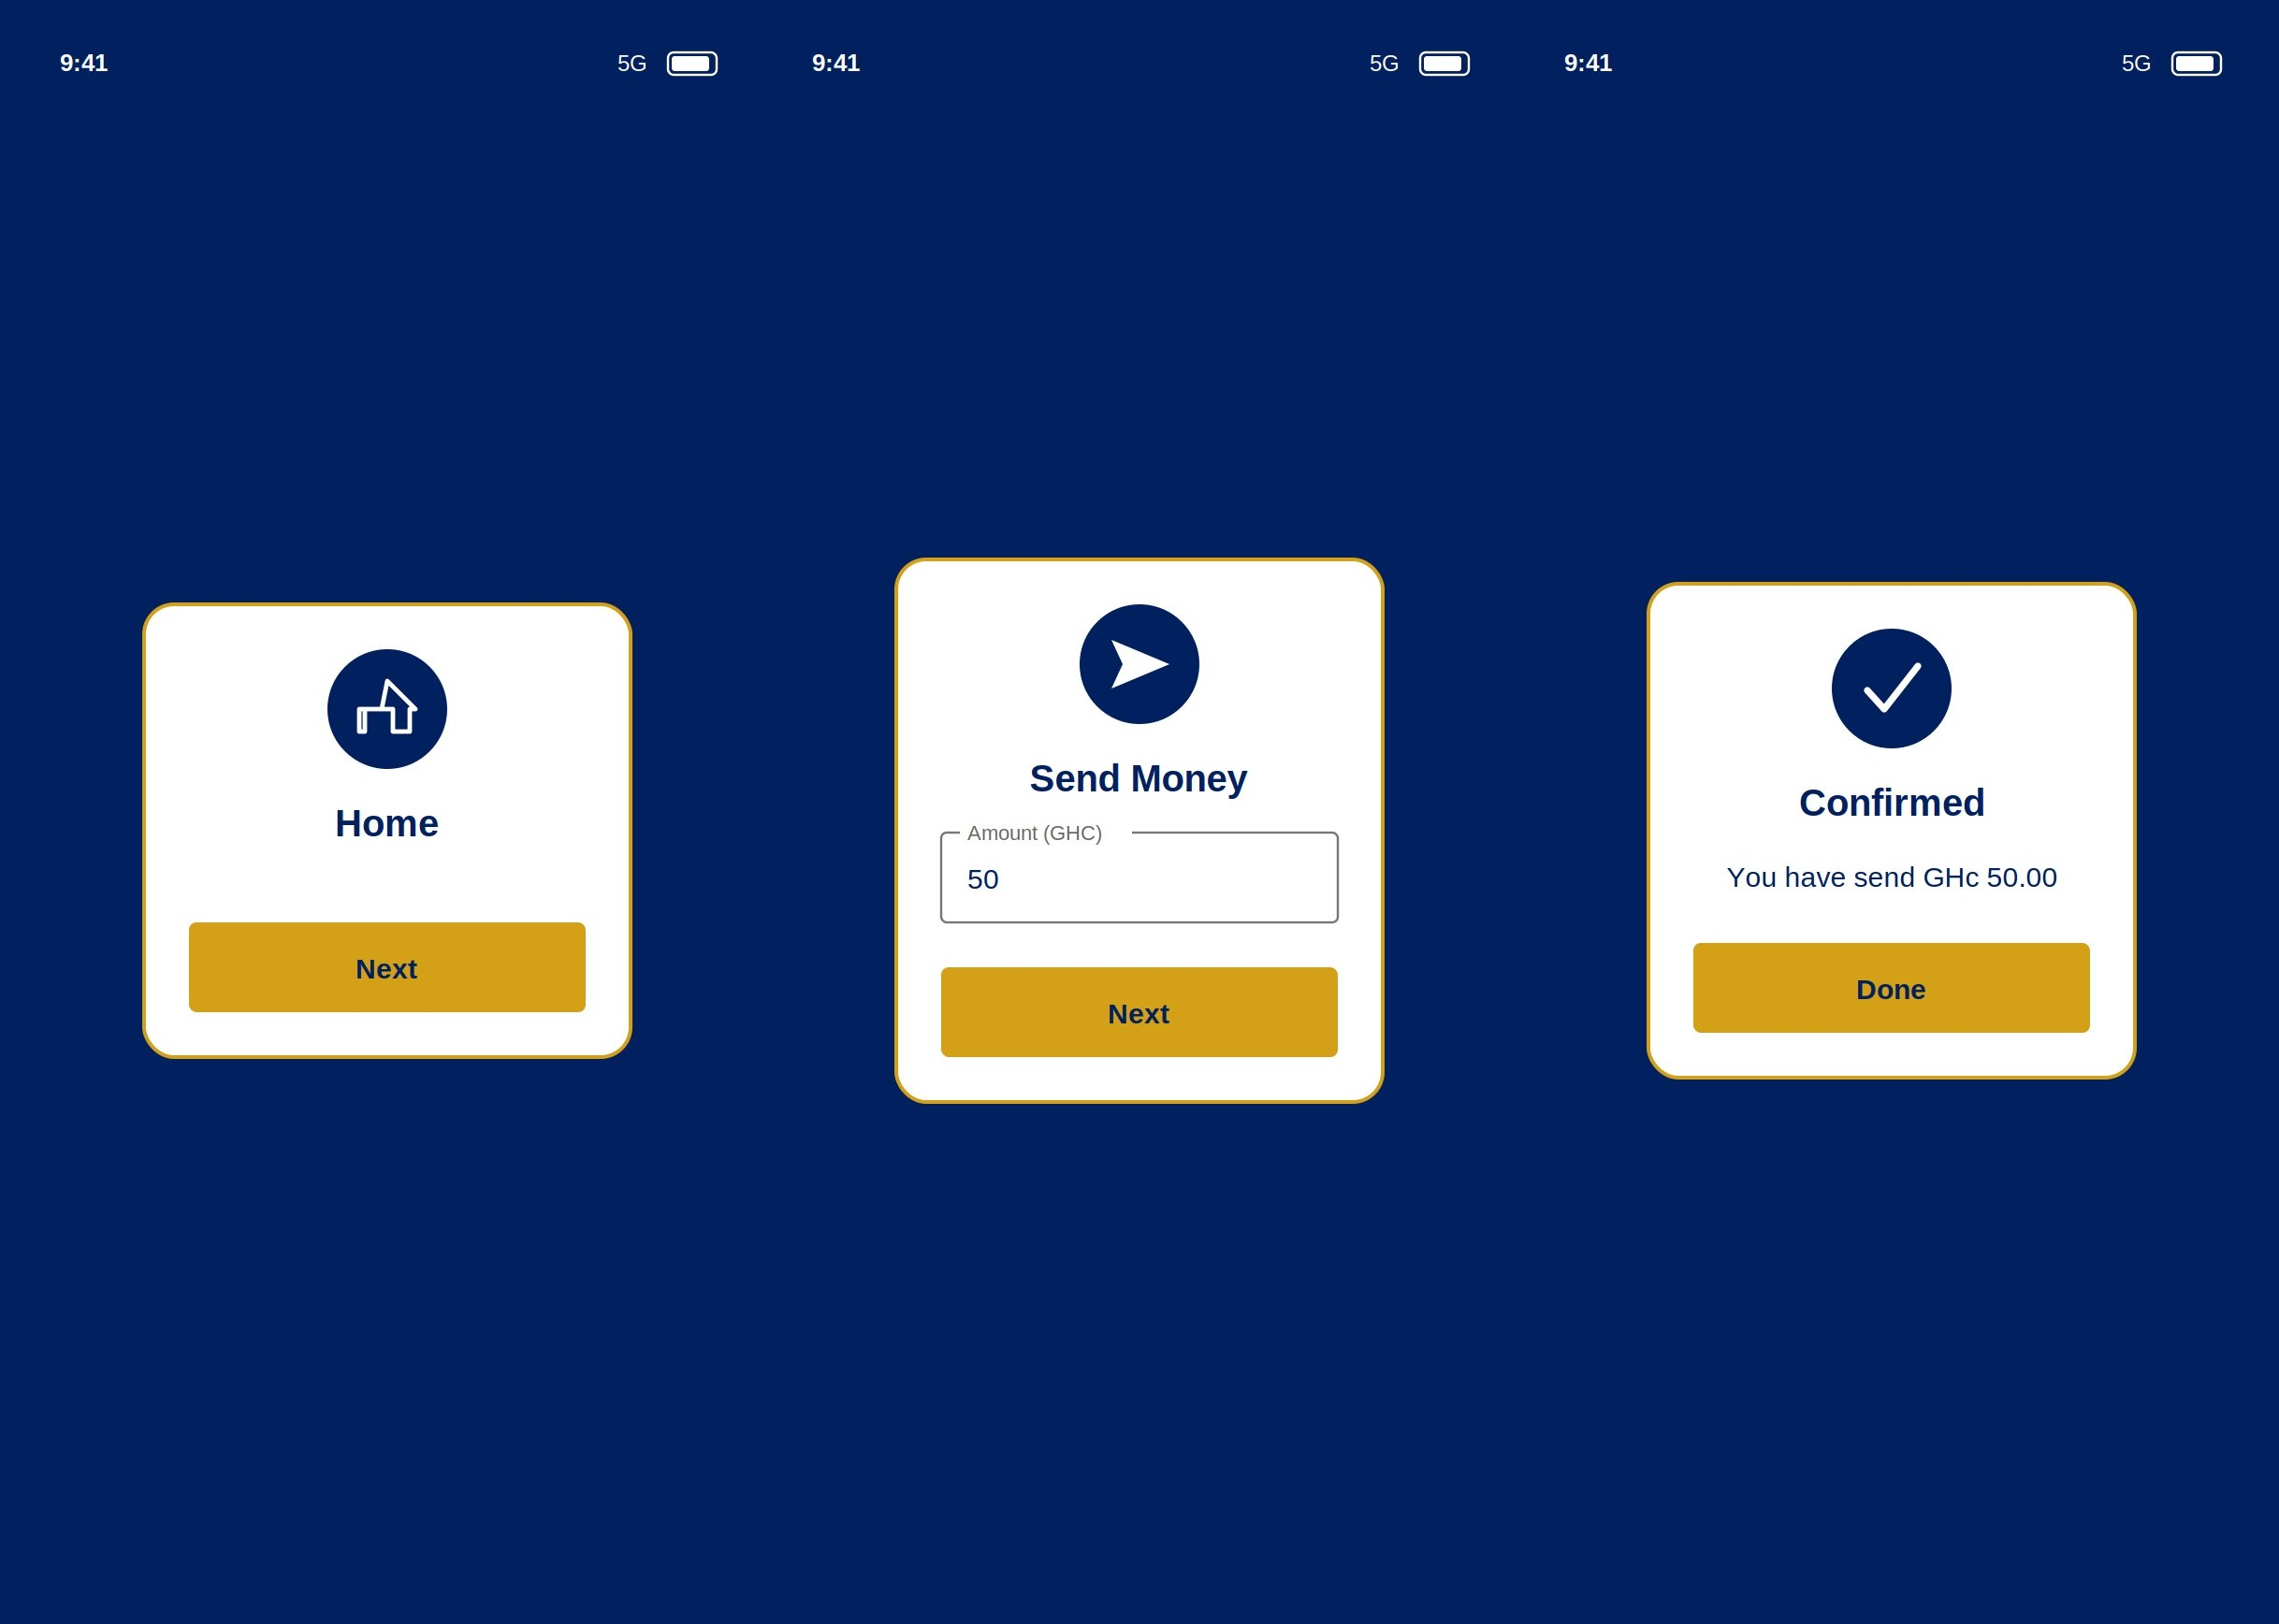 9:41 5G
Home
Next
9:41 5G
Send Money
Amount (GHC)
50
Next
9:41 5G
Confirmed
You have send GHc 50.00
Done